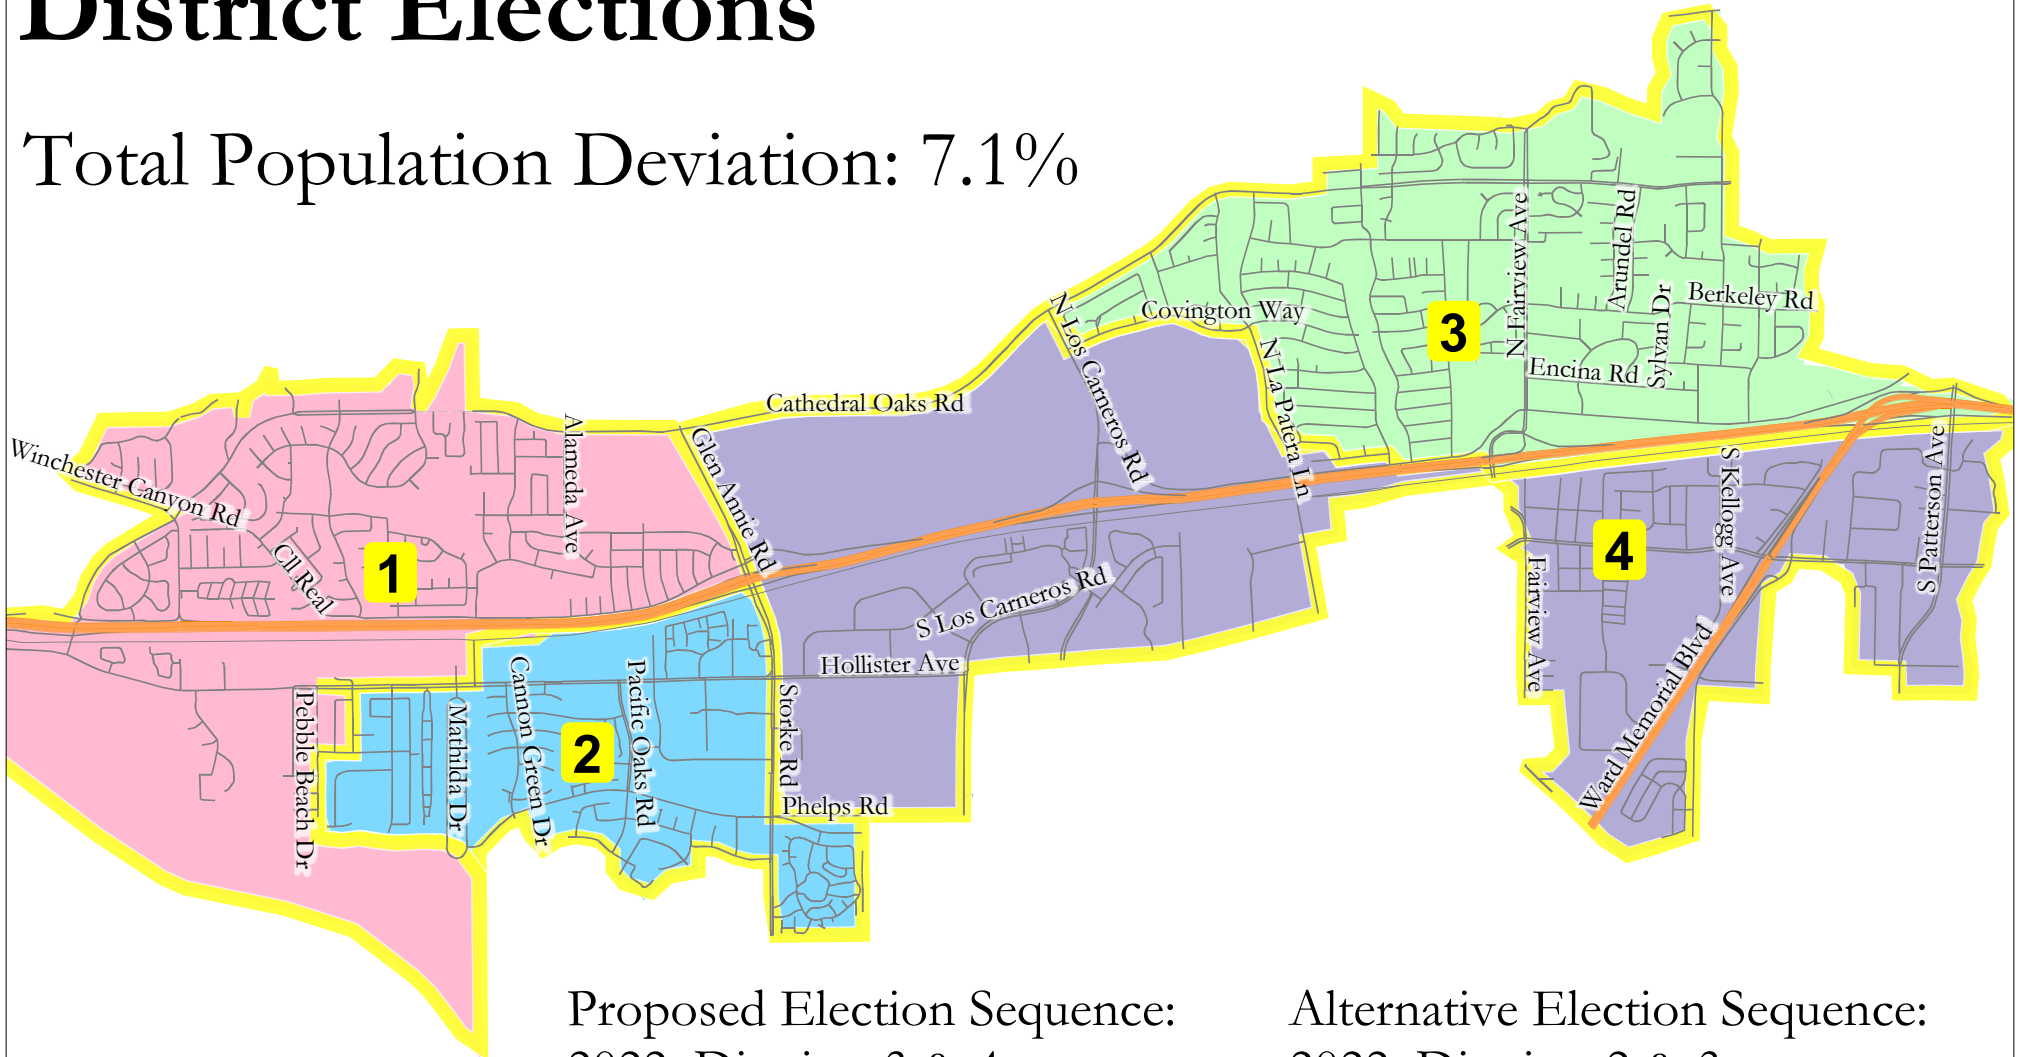 District Elections
Total Population Deviation: 7.1%
N Fairview Ave
Arundel Rd
Sylvan Dr
Berkeley Rd
N Los Carneros Rd
Covington Way
3
N La Patera Ln
Encina Rd
Cathedral Oaks Rd
Winchester Canyon Rd
Alameda Ave
Glen Annie Rd
S Kellogg Ave
S Patterson Ave
Cll Real
1
4
Fairview Ave
S Los Carneros Rd
Hollister Ave
Ward Memorial Blvd
Pebble Beach Dr
Mathilda Dr
Cannon Green Dr
2
Pacific Oaks Rd
Storke Rd
Phelps Rd
Proposed Election Sequence:
Alternative Election Sequence: